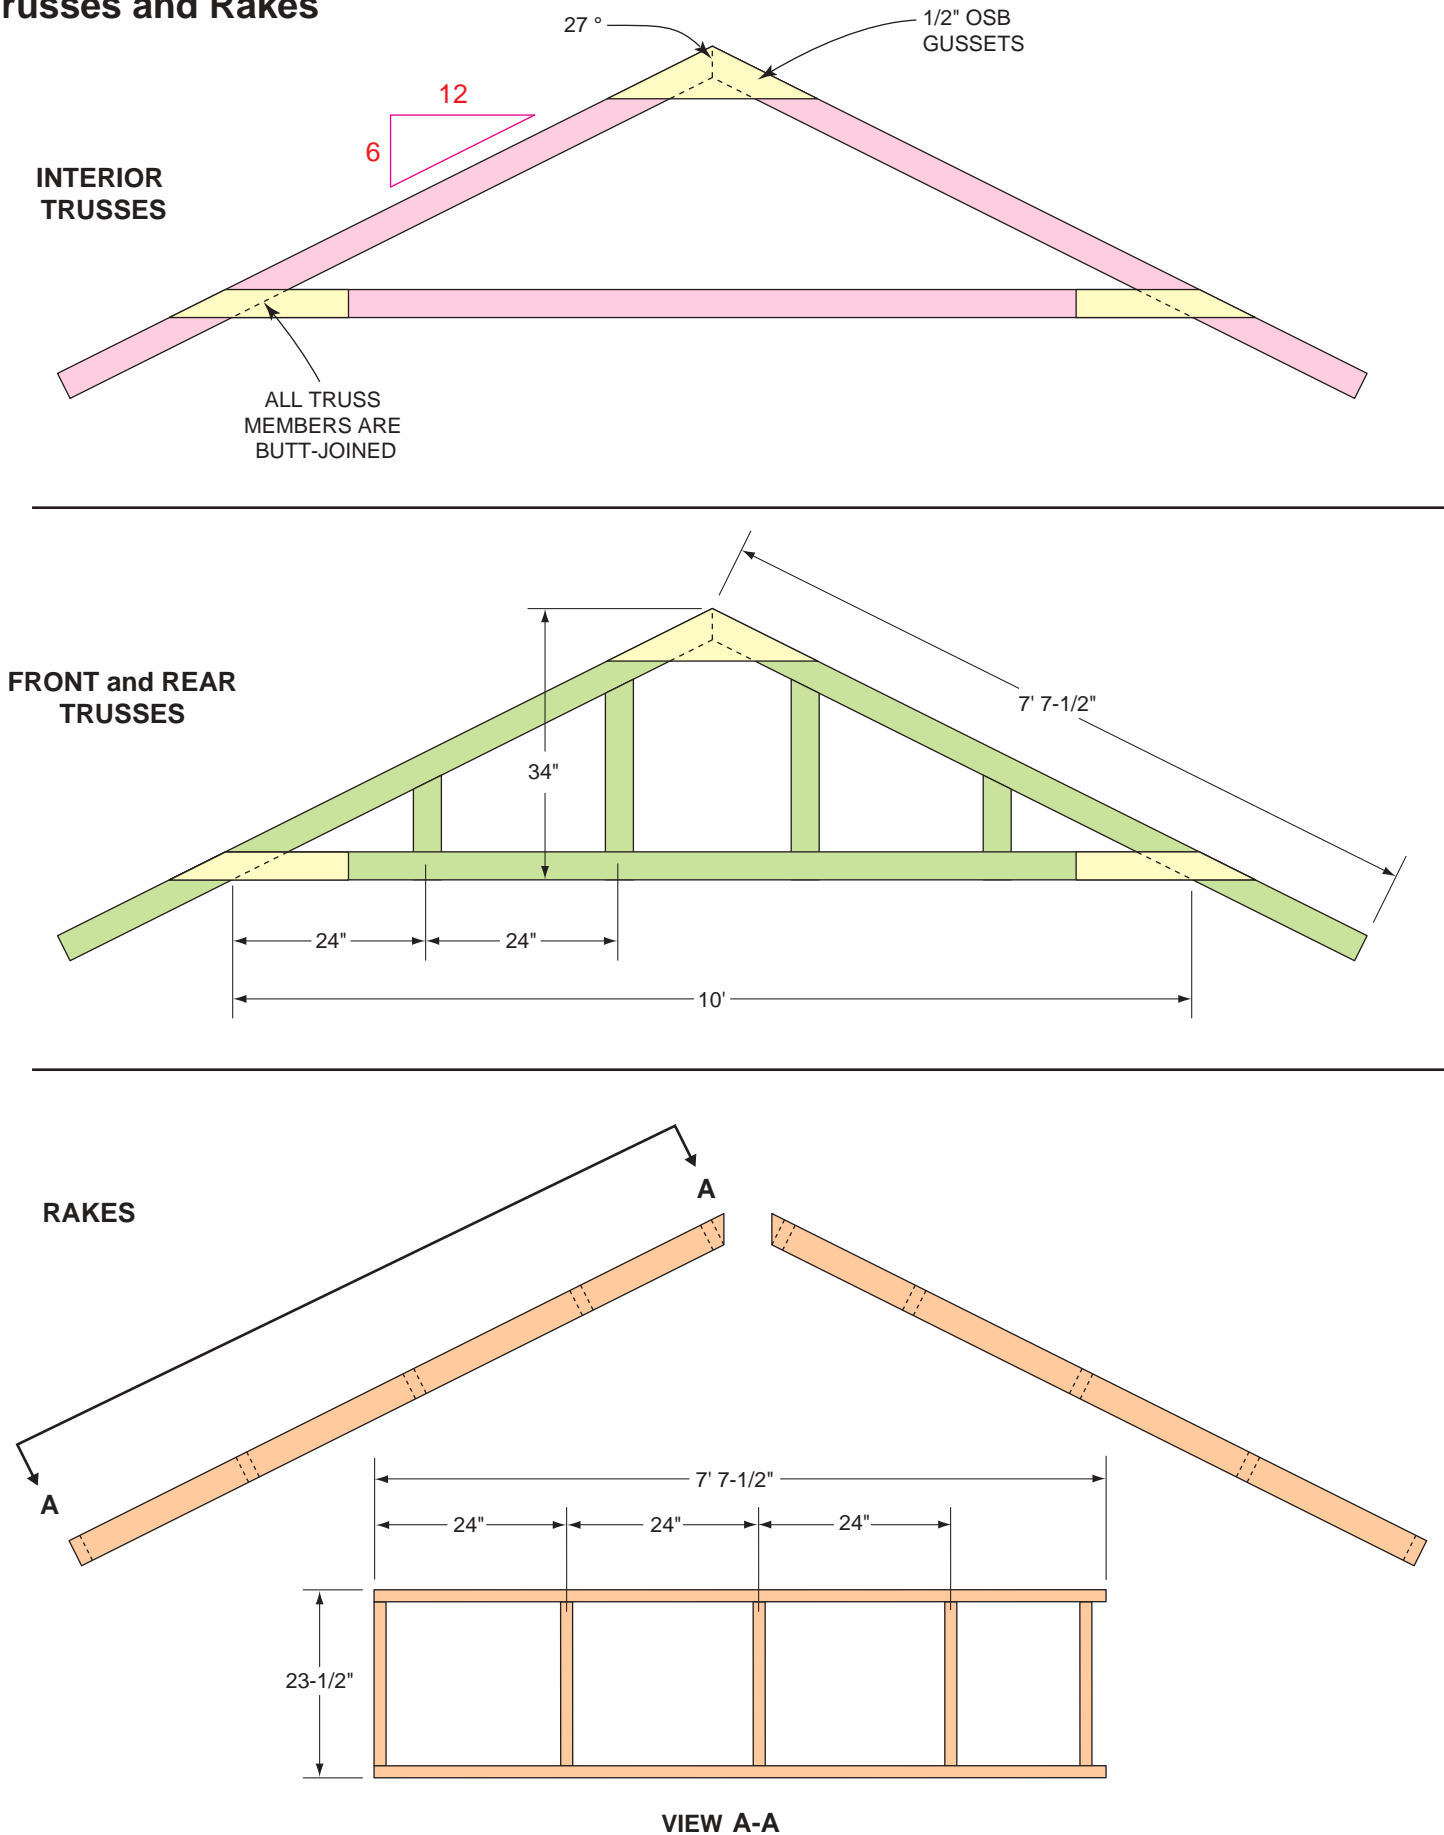 russes and Rakes
27 °
1/2" OSB
GUSSETS
12
6
INTERIOR
TRUSSES
ALL TRUSS
MEMBERS ARE
BUTT-JOINED
FRONT and REAR
TRUSSES
7' 7-1/2"
34"
24"
24"
10'
RAKES
A
A
7' 7-1/2"
24"
24"
24"
23-1/2"
VIEW A-A